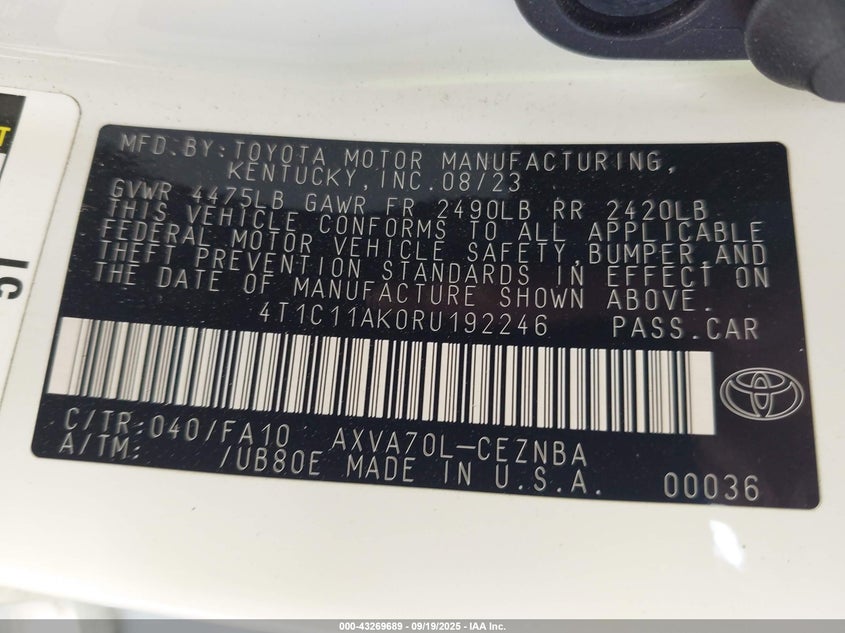 MFD.BY:TOYOTA MOTOR MANUFACTURING,
KENTUCKY,INC.08/23
GVWR 4475LB GAWR FR 2490LB RR 2420LB
THIS VEHICLE CONFORMS TO ALL APPLICABLE
FEDERAL MOTOR VEHICLE SAFETY,BUMPER,AND
THEFT PREVENTION STANDARDS IN EFFECT ON
THE DATE OF MANUFACTURE SHOWN ABOVE.
4T1C11AK0RU192246 PASS.CAR
C/TR:040/FA10 AXVA70L-CEZNBA
A/TM: /UB80E MADE IN U.S.A. 00036
000-43269689 - 09/19/2025 - IAA Inc.